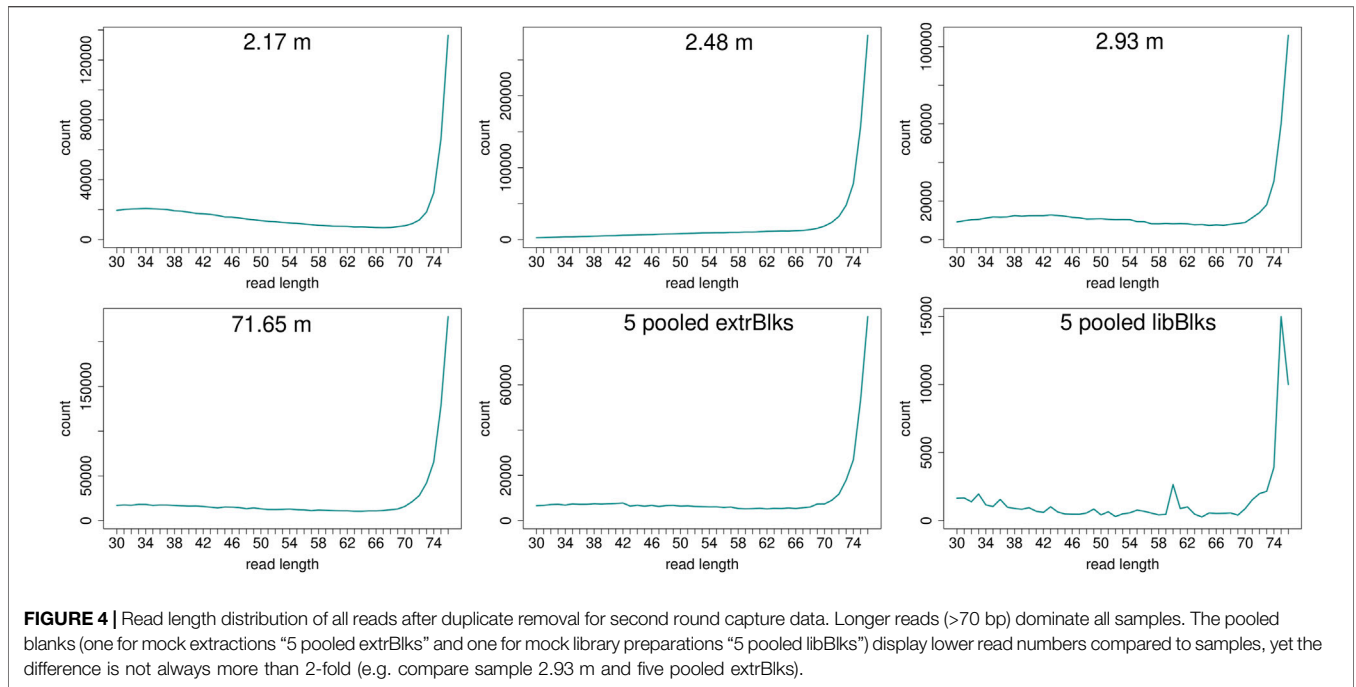 2.17 m
count
0
40000
80000
120000
30 34 38 42 46 50 54 58 62 66 70 74
read length
2.48 m
count
0
100000
200000
30 34 38 42 46 50 54 58 62 66 70 74
read length
2.93 m
count
0
20000
60000
100000
30 34 38 42 46 50 54 58 62 66 70 74
read length
71.65 m
count
0
50000
150000
30 34 38 42 46 50 54 58 62 66 70 74
read length
5 pooled extrBlks
count
0
20000
60000
30 34 38 42 46 50 54 58 62 66 70 74
read length
5 pooled libBlks
count
0
5000
10000
15000
30 34 38 42 46 50 54 58 62 66 70 74
read length
FIGURE 4 | Read length distribution of all reads after duplicate removal for second round capture data. Longer reads (>70 bp) dominate all samples. The pooled
blanks (one for mock extractions “5 pooled extrBlks” and one for mock library preparations “5 pooled libBlks”) display lower read numbers compared to samples, yet the
difference is not always more than 2-fold (e.g. compare sample 2.93 m and five pooled extrBlks).